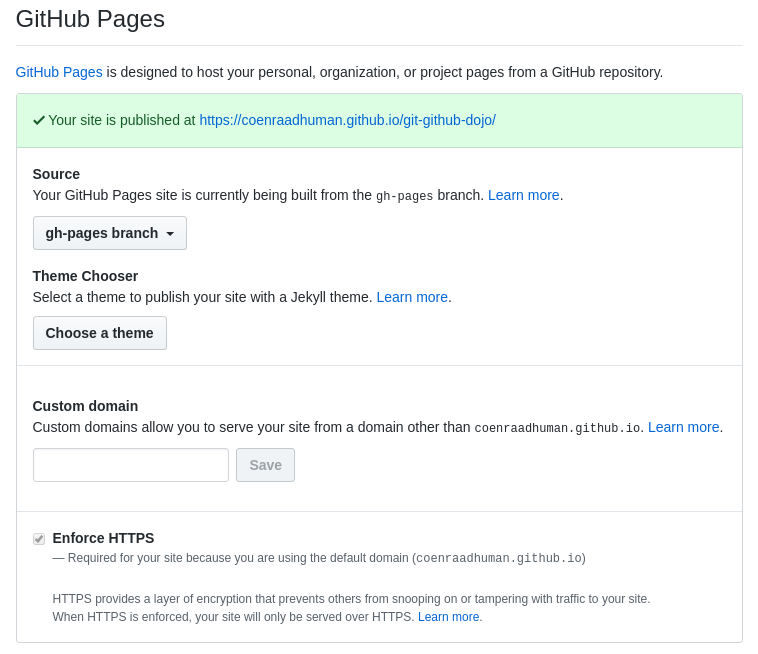 GitHub Pages
GitHub Pages is designed to host your personal, organization, or project pages from a GitHub repository.
Your site is published at https://coenraadhuman.github.io/git-github-dojo/
Source
Your GitHub Pages site is currently being built from the gh-pages branch. Learn more.
gh-pages branch
Theme Chooser
Select a theme to publish your site with a Jekyll theme. Learn more.
Choose a theme
Custom domain
Custom domains allow you to serve your site from a domain other than coenraadhuman.github.io. Learn more.
Save
Enforce HTTPS
— Required for your site because you are using the default domain (coenraadhuman.github.io)
HTTPS provides a layer of encryption that prevents others from snooping on or tampering with traffic to your site.
When HTTPS is enforced, your site will only be served over HTTPS. Learn more.